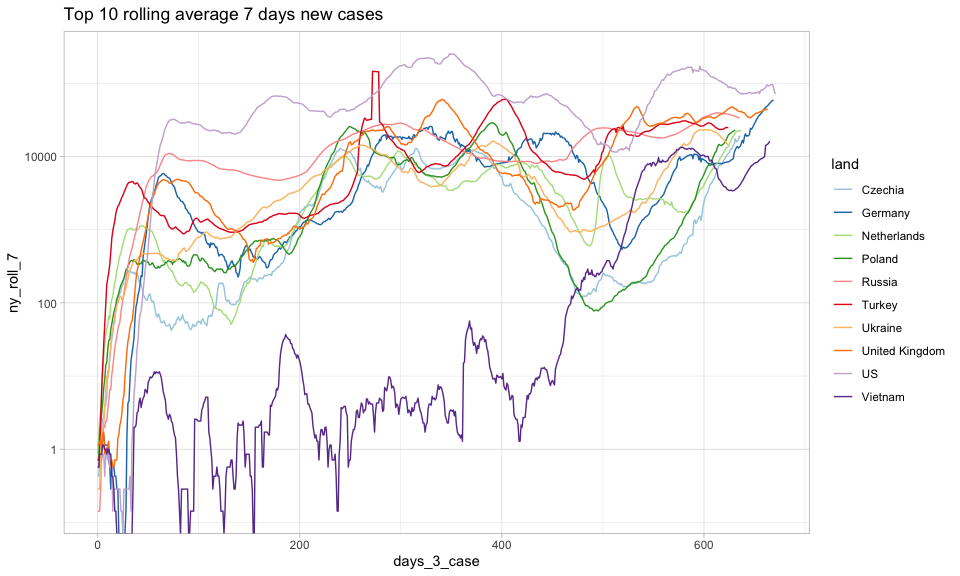 Top 10 rolling average 7 days new cases
ny_roll_7
10000
100
1
0
200
400
600
days_3_case
land
Czechia
Germany
Netherlands
Poland
Russia
Turkey
Ukraine
United Kingdom
US
Vietnam